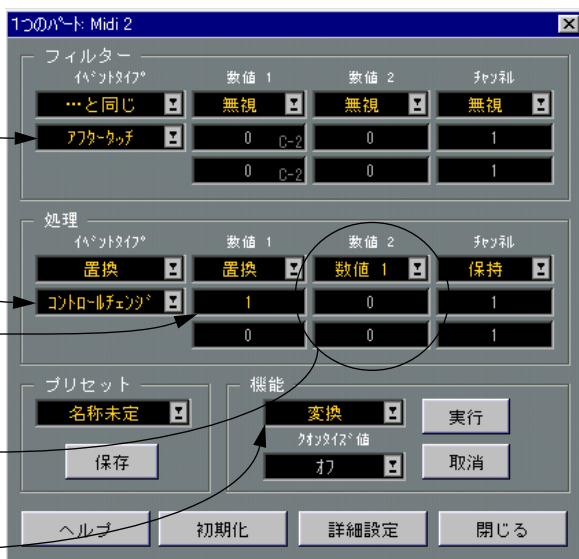 1つのパート: Midi 2
フィルター
イベントタイプ 数値 1 数値 2 チャンネル
…と同じ 無視 無視 無視
アフタータッチ 0 C-2 0 1
0 C-2 0 1
処理
イベントタイプ 数値 1 数値 2 チャンネル
置換 置換 数値 1 保持
コントロールチェンジ 1 0 1
0 0 1
プリセット 機能
名称未定 変換 実行
クオンタイズ値
保存 オフ 取消
ヘルプ 初期化 詳細設定 閉じる